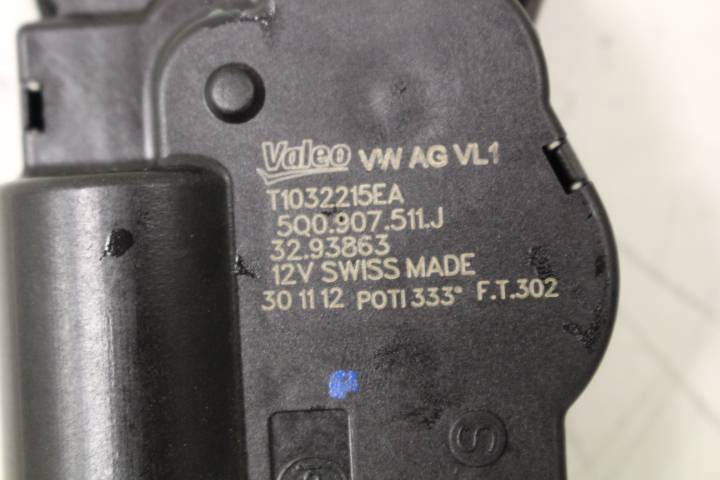 Valeo VW AG VL1
T1032215EA
5Q0.907.511.J
32.93863
12V SWISS MADE
30 11 12 POTI 333° F.T.302
S